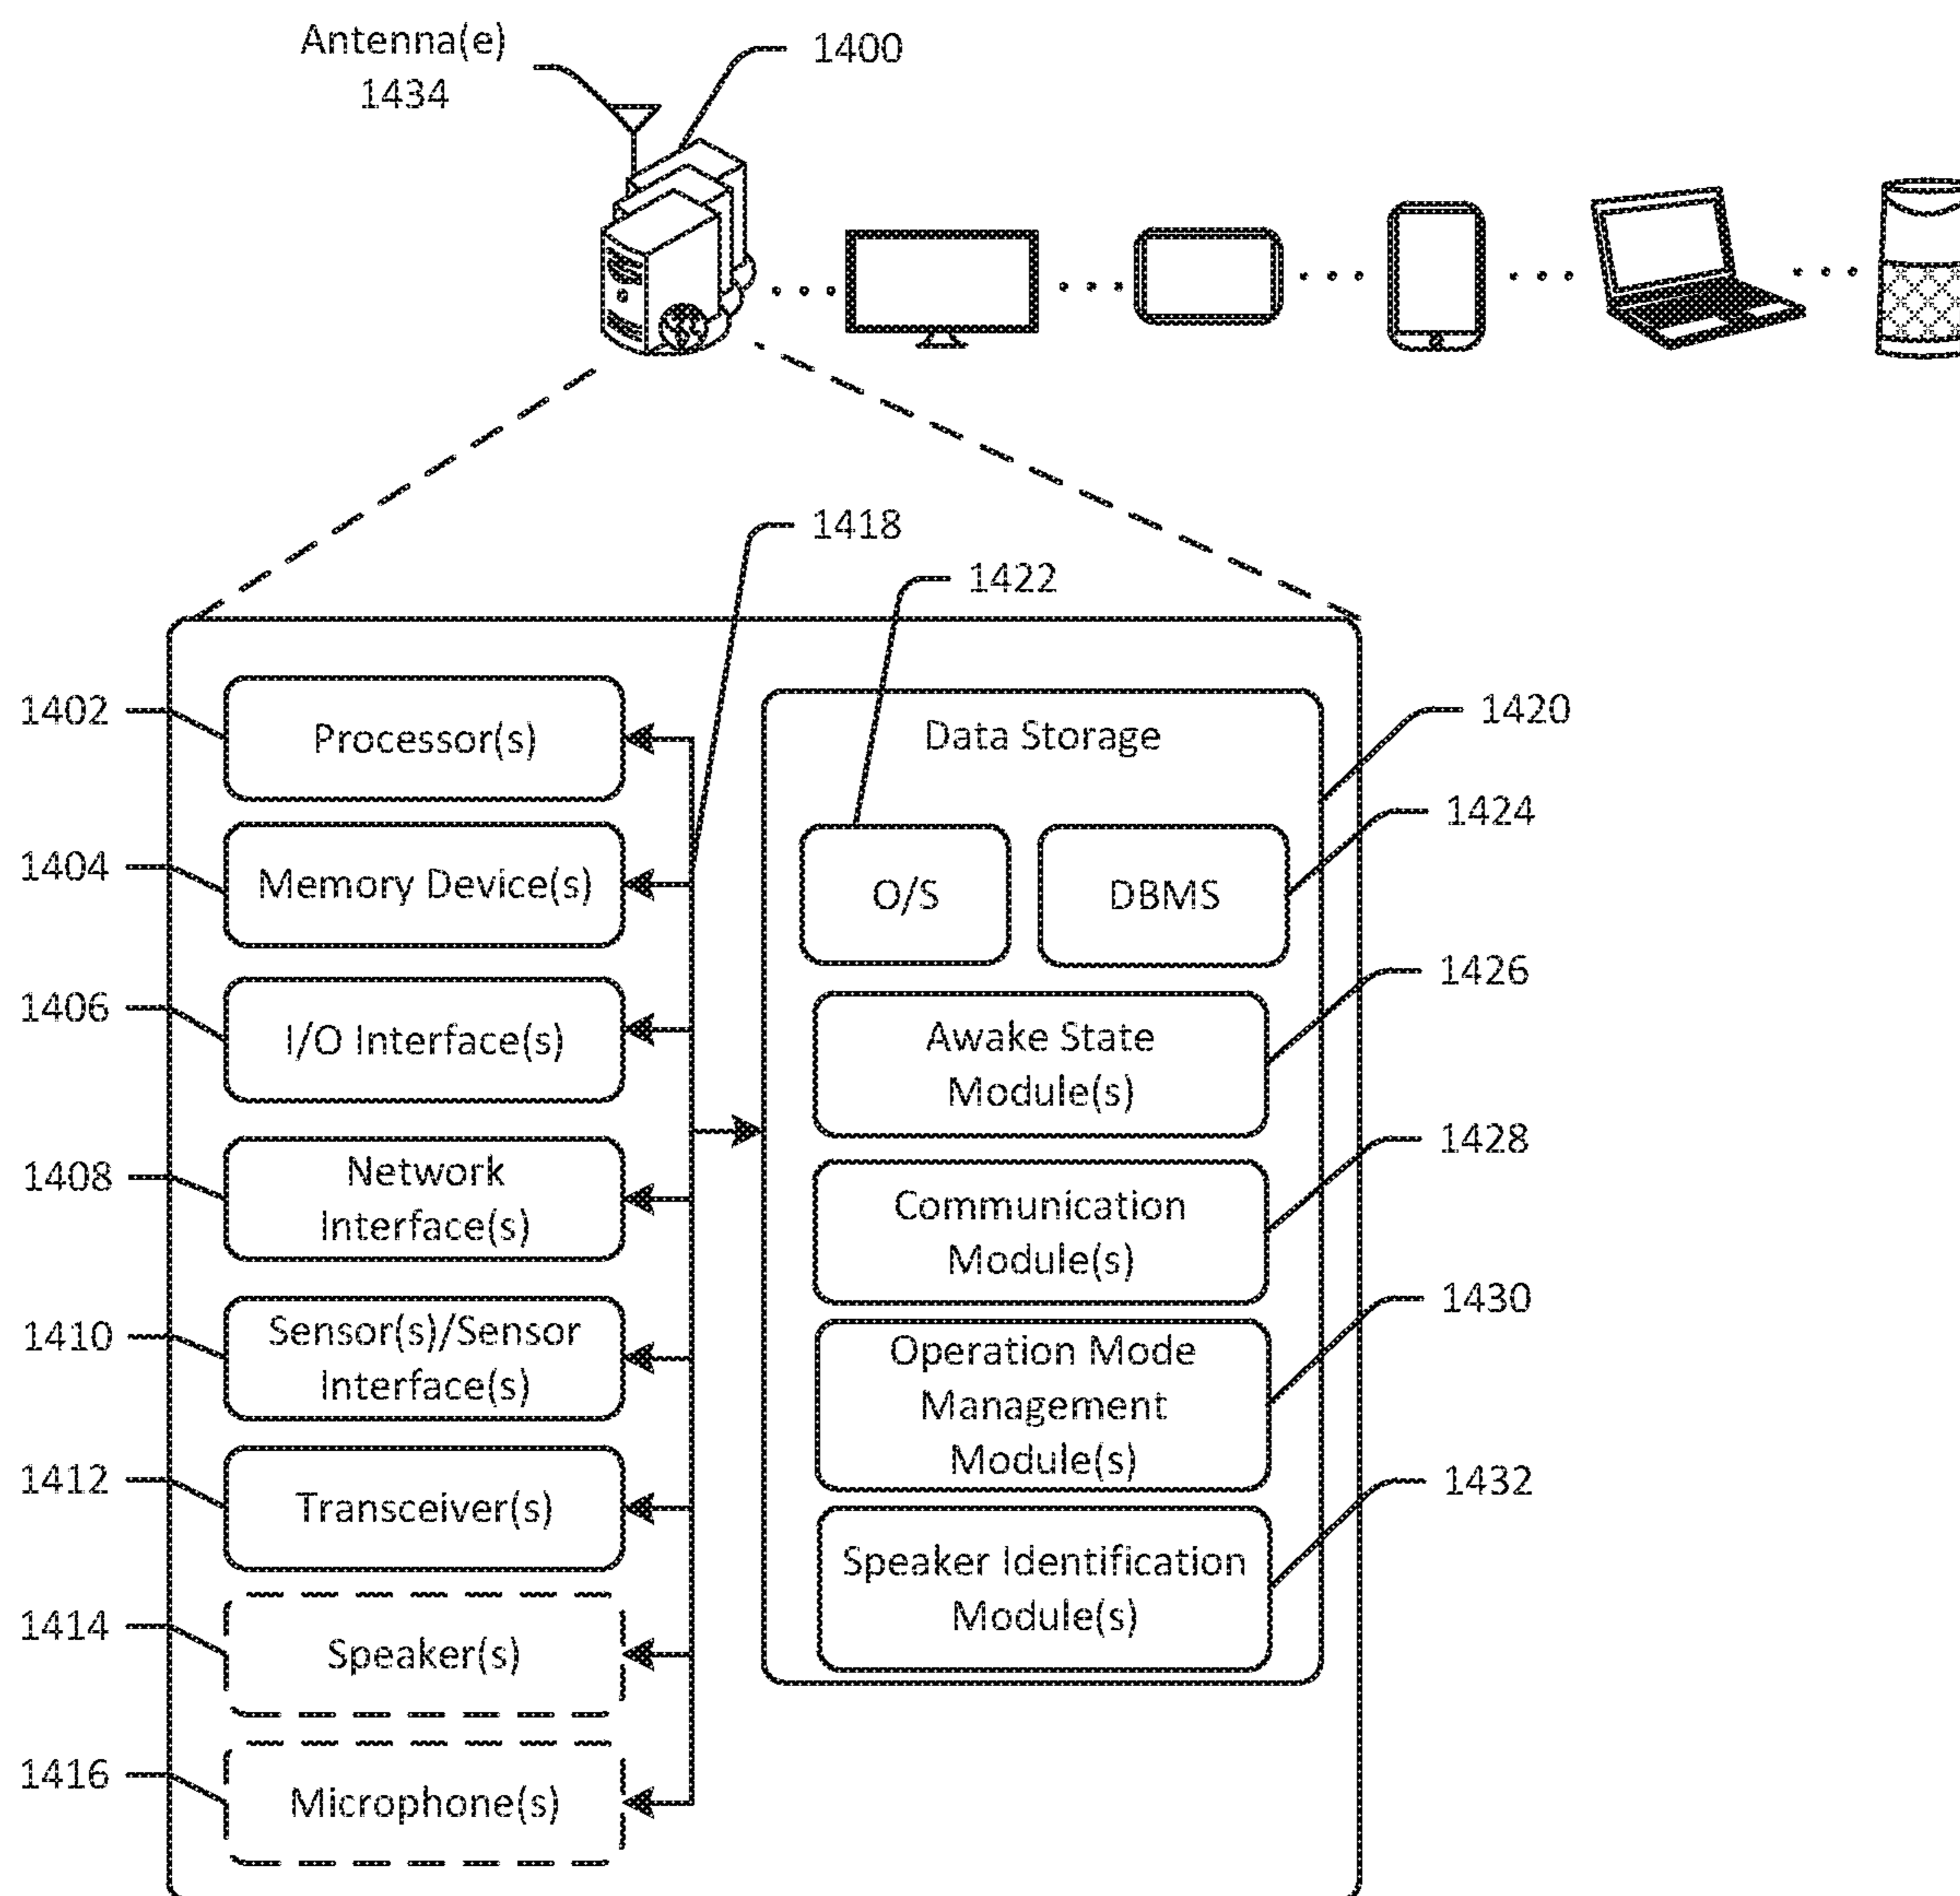 Antenna(e)
1434
1400
1418
1422
1402
Processor(s)
1404
Memory Device(s)
1406
I/O Interface(s)
1408
Network
Interface(s)
1410
Sensor(s)/Sensor
Interface(s)
1412
Transceiver(s)
1414
Speaker(s)
1416
Microphone(s)
Data Storage
1420
O/S
DBMS
1424
Awake State
Module(s)
1426
Communication
Module(s)
1428
Operation Mode
Management
Module(s)
1430
Speaker Identification
Module(s)
1432